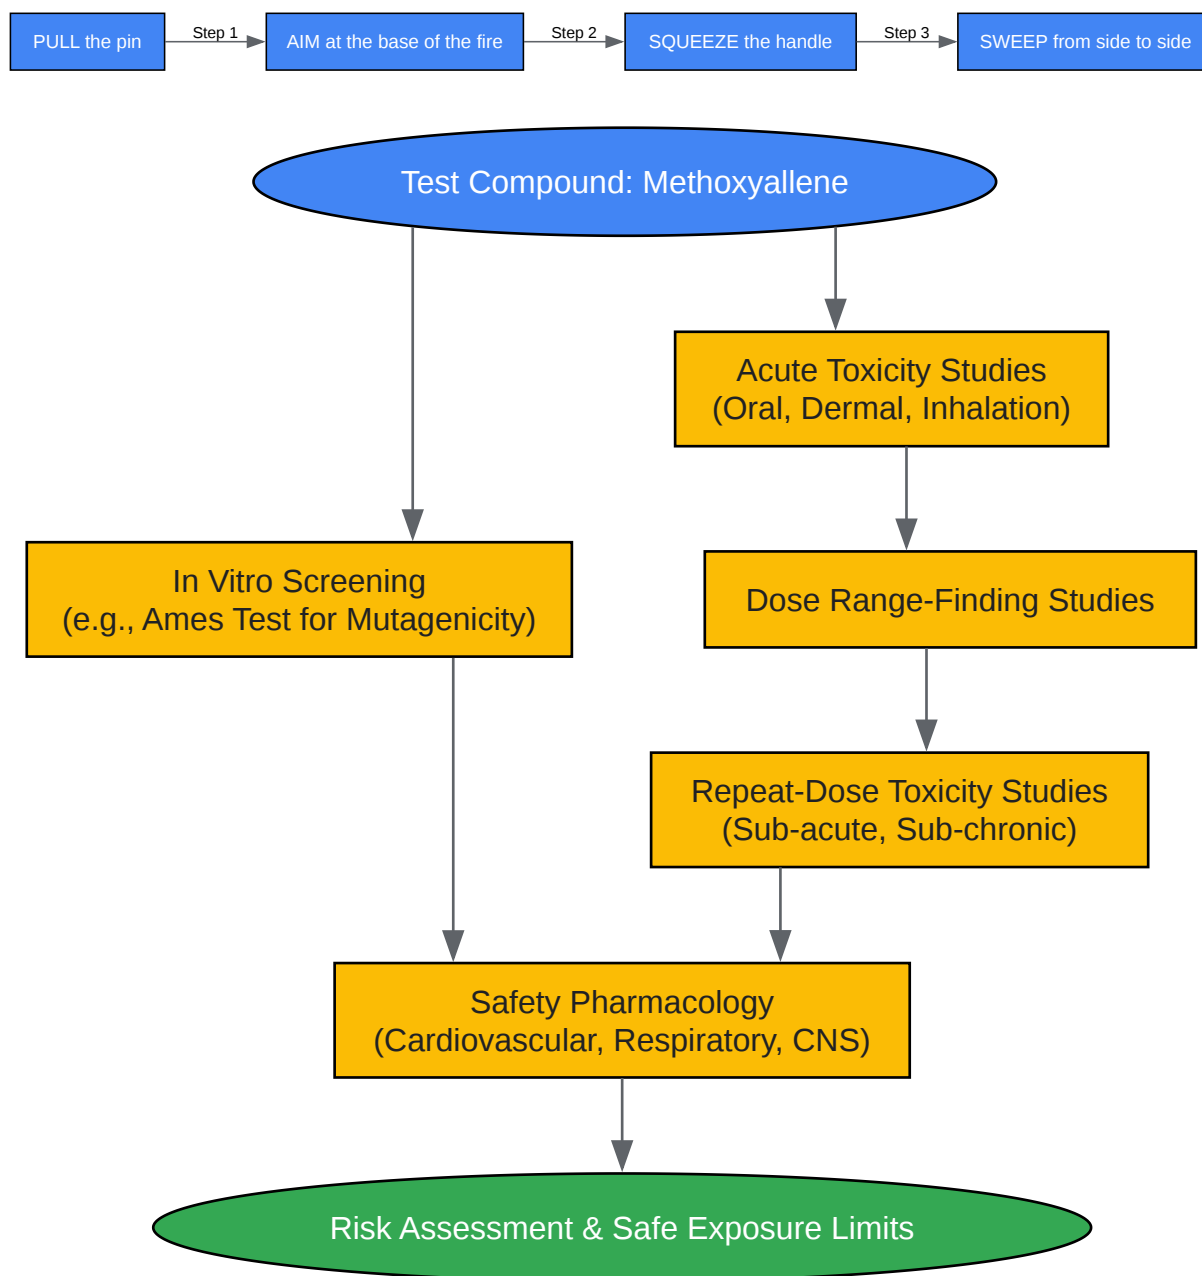 PULL the pin
Step 1
AIM at the base of the fire
Step 2
SQUEEZE the handle
Step 3
SWEEP from side to side
Test Compound: Methoxyallene
Acute Toxicity Studies
(Oral, Dermal, Inhalation)
In Vitro Screening
(e.g., Ames Test for Mutagenicity)
Dose Range-Finding Studies
Repeat-Dose Toxicity Studies
(Sub-acute, Sub-chronic)
Safety Pharmacology
(Cardiovascular, Respiratory, CNS)
Risk Assessment & Safe Exposure Limits